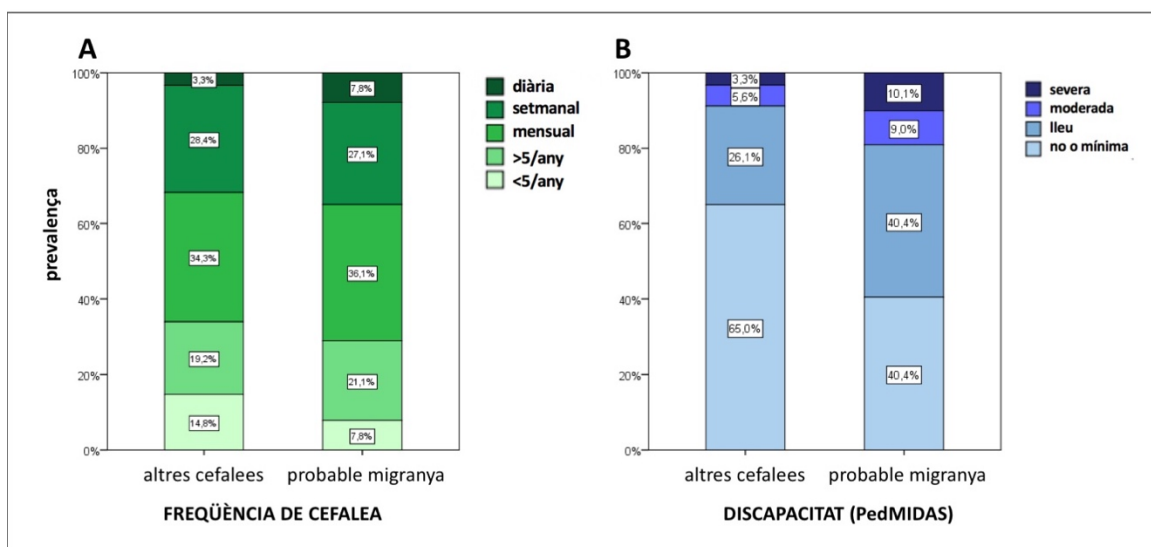 A
100%
80%
60%
40%
20%
0%
prevalença
3,3%
28,4%
34,3%
19,2%
14,8%
7,8%
27,1%
36,1%
21,1%
7,8%
altres cefalees
probable migranya
FREQÜÈNCIA DE CEFALEA
diària
setmanal
mensual
>5/any
<5/any
B
100%
80%
60%
40%
20%
0%
3,3%
5,6%
26,1%
65,0%
10,1%
9,0%
40,4%
40,4%
altres cefalees
probable migranya
DISCAPACITAT (PedMIDAS)
severa
moderada
lleu
no o mínima